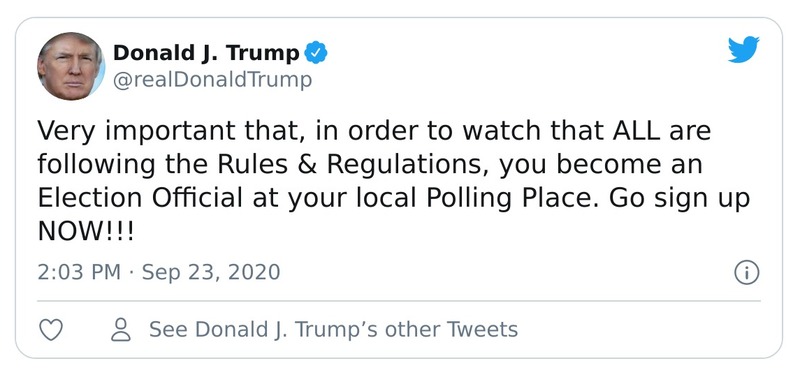 Donald J. Trump
@realDonaldTrump
Very important that, in order to watch that ALL are
following the Rules & Regulations, you become an
Election Official at your local Polling Place. Go sign up
NOW!!!
2:03 PM · Sep 23, 2020
See Donald J. Trump’s other Tweets